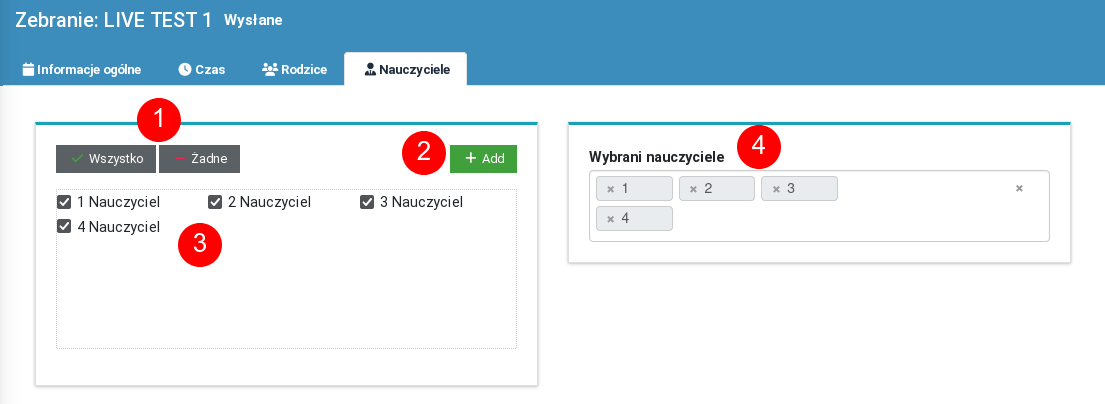 Zebranie: LIVE TEST 1 Wysłane
Informacje ogólne Czas Rodzice Nauczyciele
1
2
4
Wszystko Żadne Add
Wybrani nauczyciele
1 Nauczyciel 2 Nauczyciel 3 Nauczyciel
4 Nauczyciel
3
× 1 × 2 × 3 ×
× 4